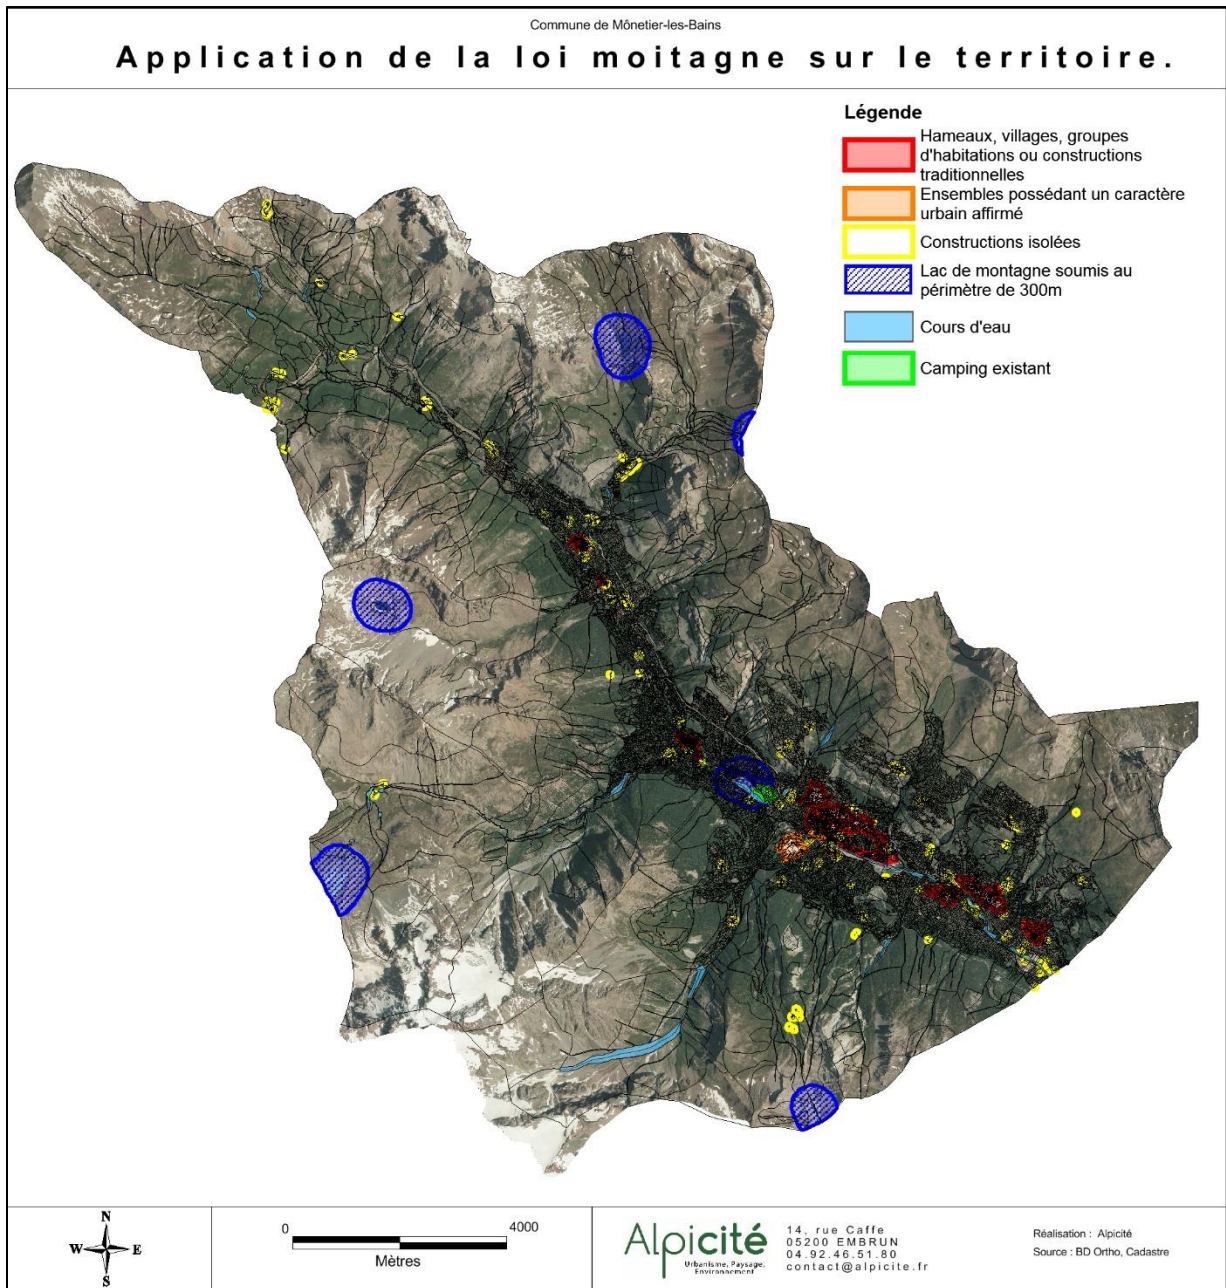 Commune de Mônetier-les-Bains
Application de la loi moitagne sur le territoire.
Légende
Hameaux, villages, groupes
d'habitations ou constructions
traditionnelles
Ensembles possédant un caractère
urbain affirmé
Constructions isolées
Lac de montagne soumis au
périmètre de 300m
Cours d'eau
Camping existant
N
W E
S
0 4000
Mètres
Alpicité
Urbanisme, Paysage,
Environnement
14, rue Caffe
05200 EMBRUN
04.92.46.51.80
contact@alpicite.fr
Réalisation : Alpicité
Source : BD Ortho, Cadastre